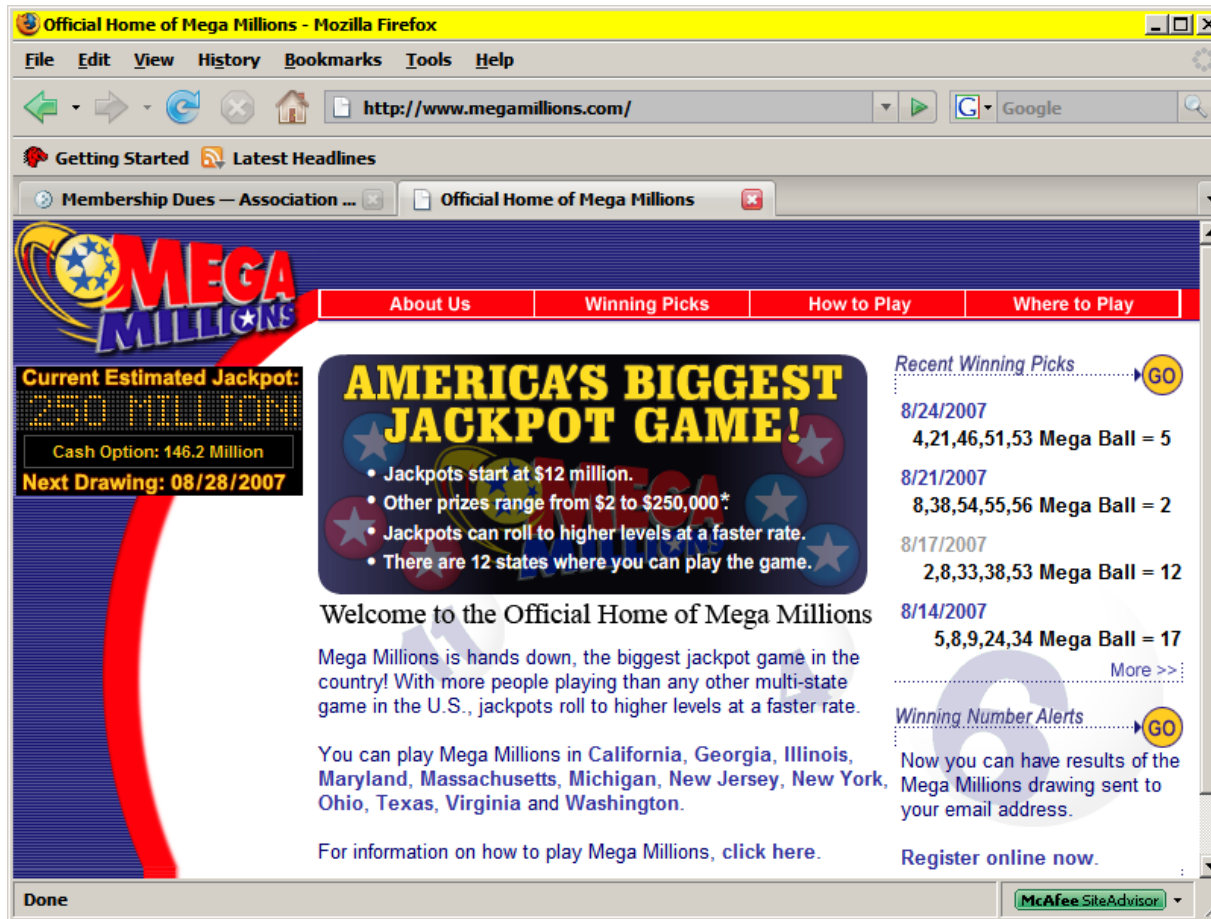 Official Home of Mega Millions - Mozilla Firefox
File Edit View History Bookmarks Tools Help
http://www.megamillions.com/ G Google
Getting Started Latest Headlines
Membership Dues — Association ... Official Home of Mega Millions
MEGA
MILLIONS
About Us Winning Picks How to Play Where to Play
Current Estimated Jackpot:
250 MILLION!
Cash Option: 146.2 Million
Next Drawing: 08/28/2007
AMERICA'S BIGGEST
JACKPOT GAME!
• Jackpots start at $12 million.
• Other prizes range from $2 to $250,000*.
• Jackpots can roll to higher levels at a faster rate.
• There are 12 states where you can play the game.
Welcome to the Official Home of Mega Millions
Mega Millions is hands down, the biggest jackpot game in the
country! With more people playing than any other multi-state
game in the U.S., jackpots roll to higher levels at a faster rate.
You can play Mega Millions in California, Georgia, Illinois,
Maryland, Massachusetts, Michigan, New Jersey, New York,
Ohio, Texas, Virginia and Washington.
For information on how to play Mega Millions, click here.
Recent Winning Picks GO
8/24/2007
4,21,46,51,53 Mega Ball = 5
8/21/2007
8,38,54,55,56 Mega Ball = 2
8/17/2007
2,8,33,38,53 Mega Ball = 12
8/14/2007
5,8,9,24,34 Mega Ball = 17
More >>
Winning Number Alerts GO
Now you can have results of the
Mega Millions drawing sent to
your email address.
Register online now.
11
4
6
Done McAfee SiteAdvisor